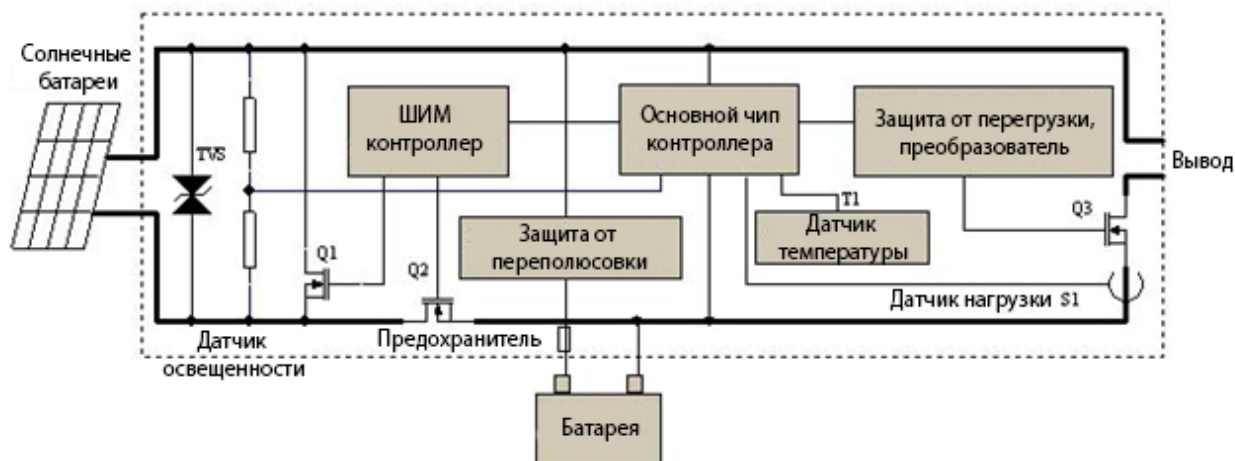 Солнечные
батареи
TVS
ШИМ
контроллер
Основной чип
контроллера
Защита от перегрузки,
преобразователь
Вывод
T1
Q3
Датчик
температуры
Защита от
переполюсовки
Q1
Q2
Датчик нагрузки S1
Датчик
освещенности
Предохранитель
Батарея